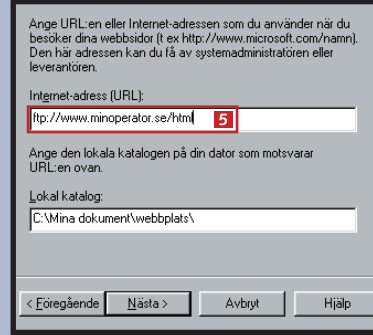 Ange URL:en eller Internet-adressen som du använder när du
besöker dina webbsidor (t ex http://www.microsoft.com/namn).
Den här adressen kan du få av systemadministratören eller
leverantören.
Internet-adress (URL):
ftp://www.minoperator.se/html 5
Ange den lokala katalogen på din dator som motsvarar
URL:en ovan.
Lokal katalog:
C:\Mina dokument\webbplats\
< Föregående Nästa > Avbryt Hjälp